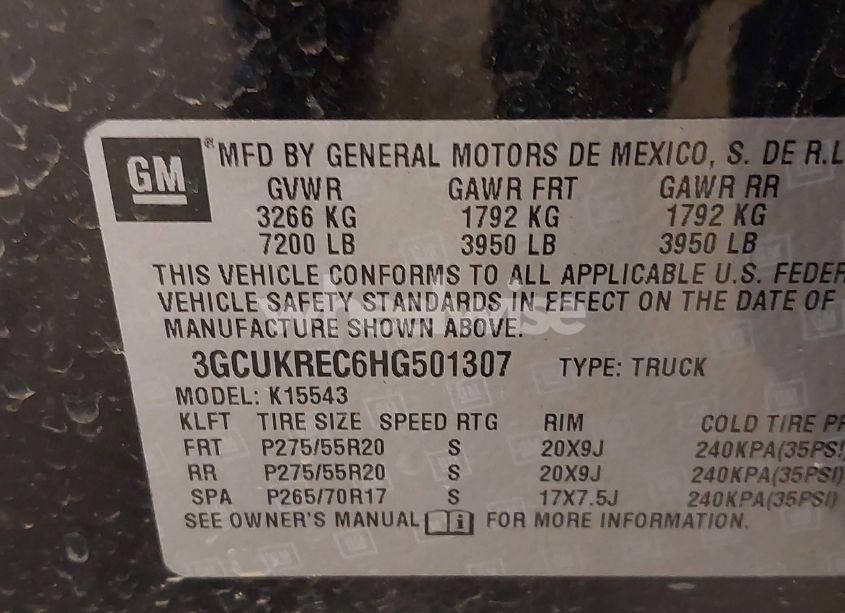 GM
® MFD BY GENERAL MOTORS DE MEXICO, S. DE R.L
GVWR GAWR FRT GAWR RR
3266 KG 1792 KG 1792 KG
7200 LB 3950 LB 3950 LB
THIS VEHICLE CONFORMS TO ALL APPLICABLE U.S. FEDER
VEHICLE SAFETY STANDARDS IN EFFECT ON THE DATE OF
MANUFACTURE SHOWN ABOVE.
3GCUKREC6HG501307 TYPE: TRUCK
MODEL: K15543
KLFT TIRE SIZE SPEED RTG RIM COLD TIRE PR
FRT P275/55R20 S 20X9J 240KPA(35PSI)
RR P275/55R20 S 20X9J 240KPA(35PSI)
SPA P265/70R17 S 17X7.5J 240KPA(35PSI)
SEE OWNER'S MANUAL i FOR MORE INFORMATION.